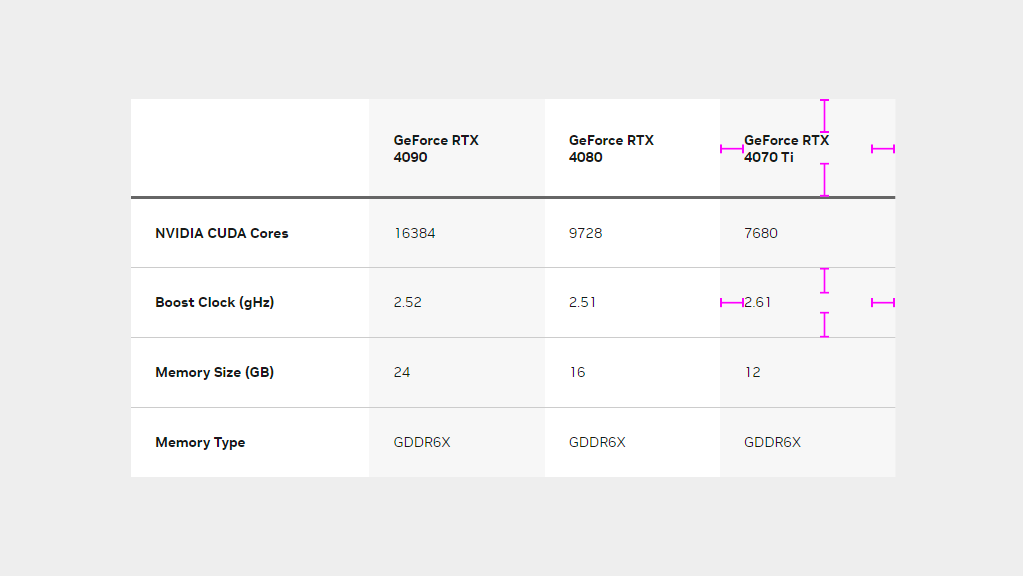 GeForce RTX
4090
GeForce RTX
4080
GeForce RTX
4070 Ti
NVIDIA CUDA Cores 16384 9728 7680
Boost Clock (gHz) 2.52 2.51 2.61
Memory Size (GB) 24 16 12
Memory Type GDDR6X GDDR6X GDDR6X